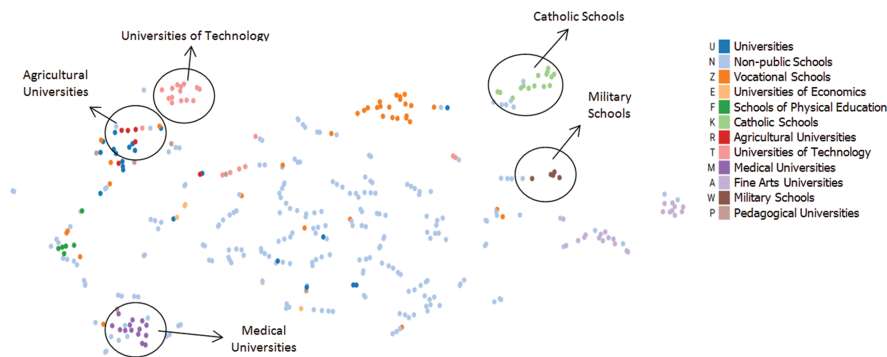 Catholic Schools
Universities of Technology
Agricultural
Universities
Military
Schools
Medical
Universities
U Universities
N Non-public Schools
Z Vocational Schools
E Universities of Economics
F Schools of Physical Education
K Catholic Schools
R Agricultural Universities
T Universities of Technology
M Medical Universities
A Fine Arts Universities
W Military Schools
P Pedagogical Universities